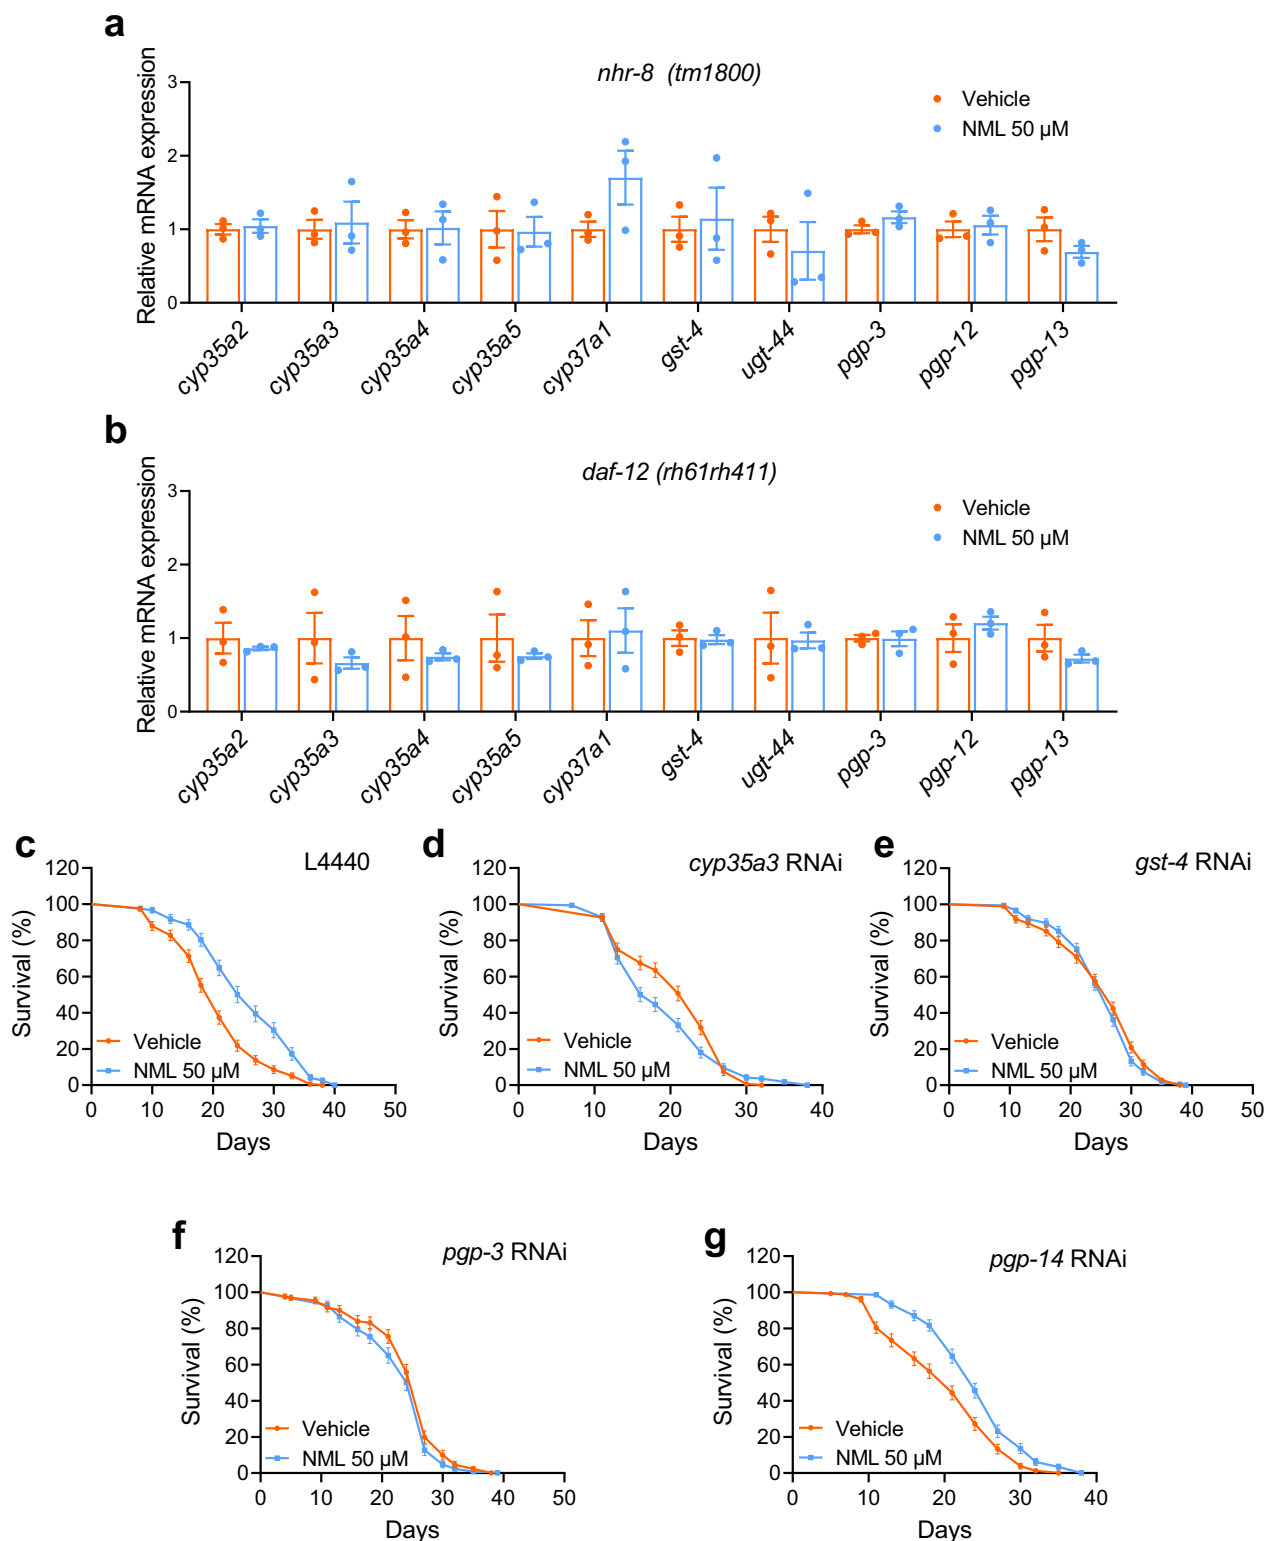 a
nhr-8 (tm1800)
Relative mRNA expression
3
2
1
0
Vehicle
NML 50 µM
cyp35a2
cyp35a3
cyp35a4
cyp35a5
cyp37a1
gst-4
ugt-44
pgp-3
pgp-12
pgp-13
b
daf-12 (rh61rh411)
Relative mRNA expression
3
2
1
0
Vehicle
NML 50 µM
cyp35a2
cyp35a3
cyp35a4
cyp35a5
cyp37a1
gst-4
ugt-44
pgp-3
pgp-12
pgp-13
c
L4440
Survival (%)
120
100
80
60
40
20
0
Vehicle
NML 50 µM
0 10 20 30 40 50
Days
d
cyp35a3 RNAi
Survival (%)
120
100
80
60
40
20
0
Vehicle
NML 50 µM
0 10 20 30 40
Days
e
gst-4 RNAi
Survival (%)
120
100
80
60
40
20
0
Vehicle
NML 50 µM
0 10 20 30 40 50
Days
f
pgp-3 RNAi
Survival (%)
120
100
80
60
40
20
0
Vehicle
NML 50 µM
0 10 20 30 40 50
Days
g
pgp-14 RNAi
Survival (%)
120
100
80
60
40
20
0
Vehicle
NML 50 µM
0 10 20 30 40
Days